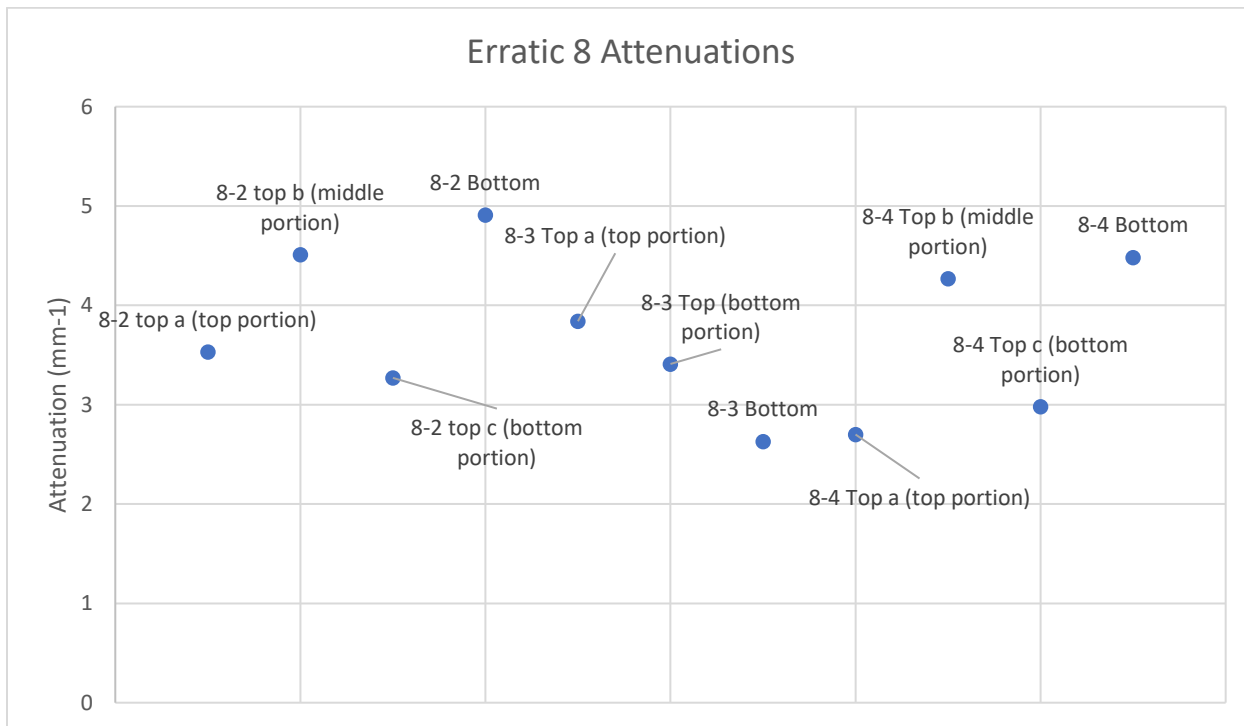 Erratic 8 Attenuations
6
5
4
3
2
1
0
Attenuation (mm-1)
8-2 top a (top portion)
8-2 top b (middle
portion)
8-2 top c (bottom
portion)
8-2 Bottom
8-3 Top a (top portion)
8-3 Top (bottom
portion)
8-3 Bottom
8-4 Top a (top portion)
8-4 Top b (middle
portion)
8-4 Top c (bottom
portion)
8-4 Bottom